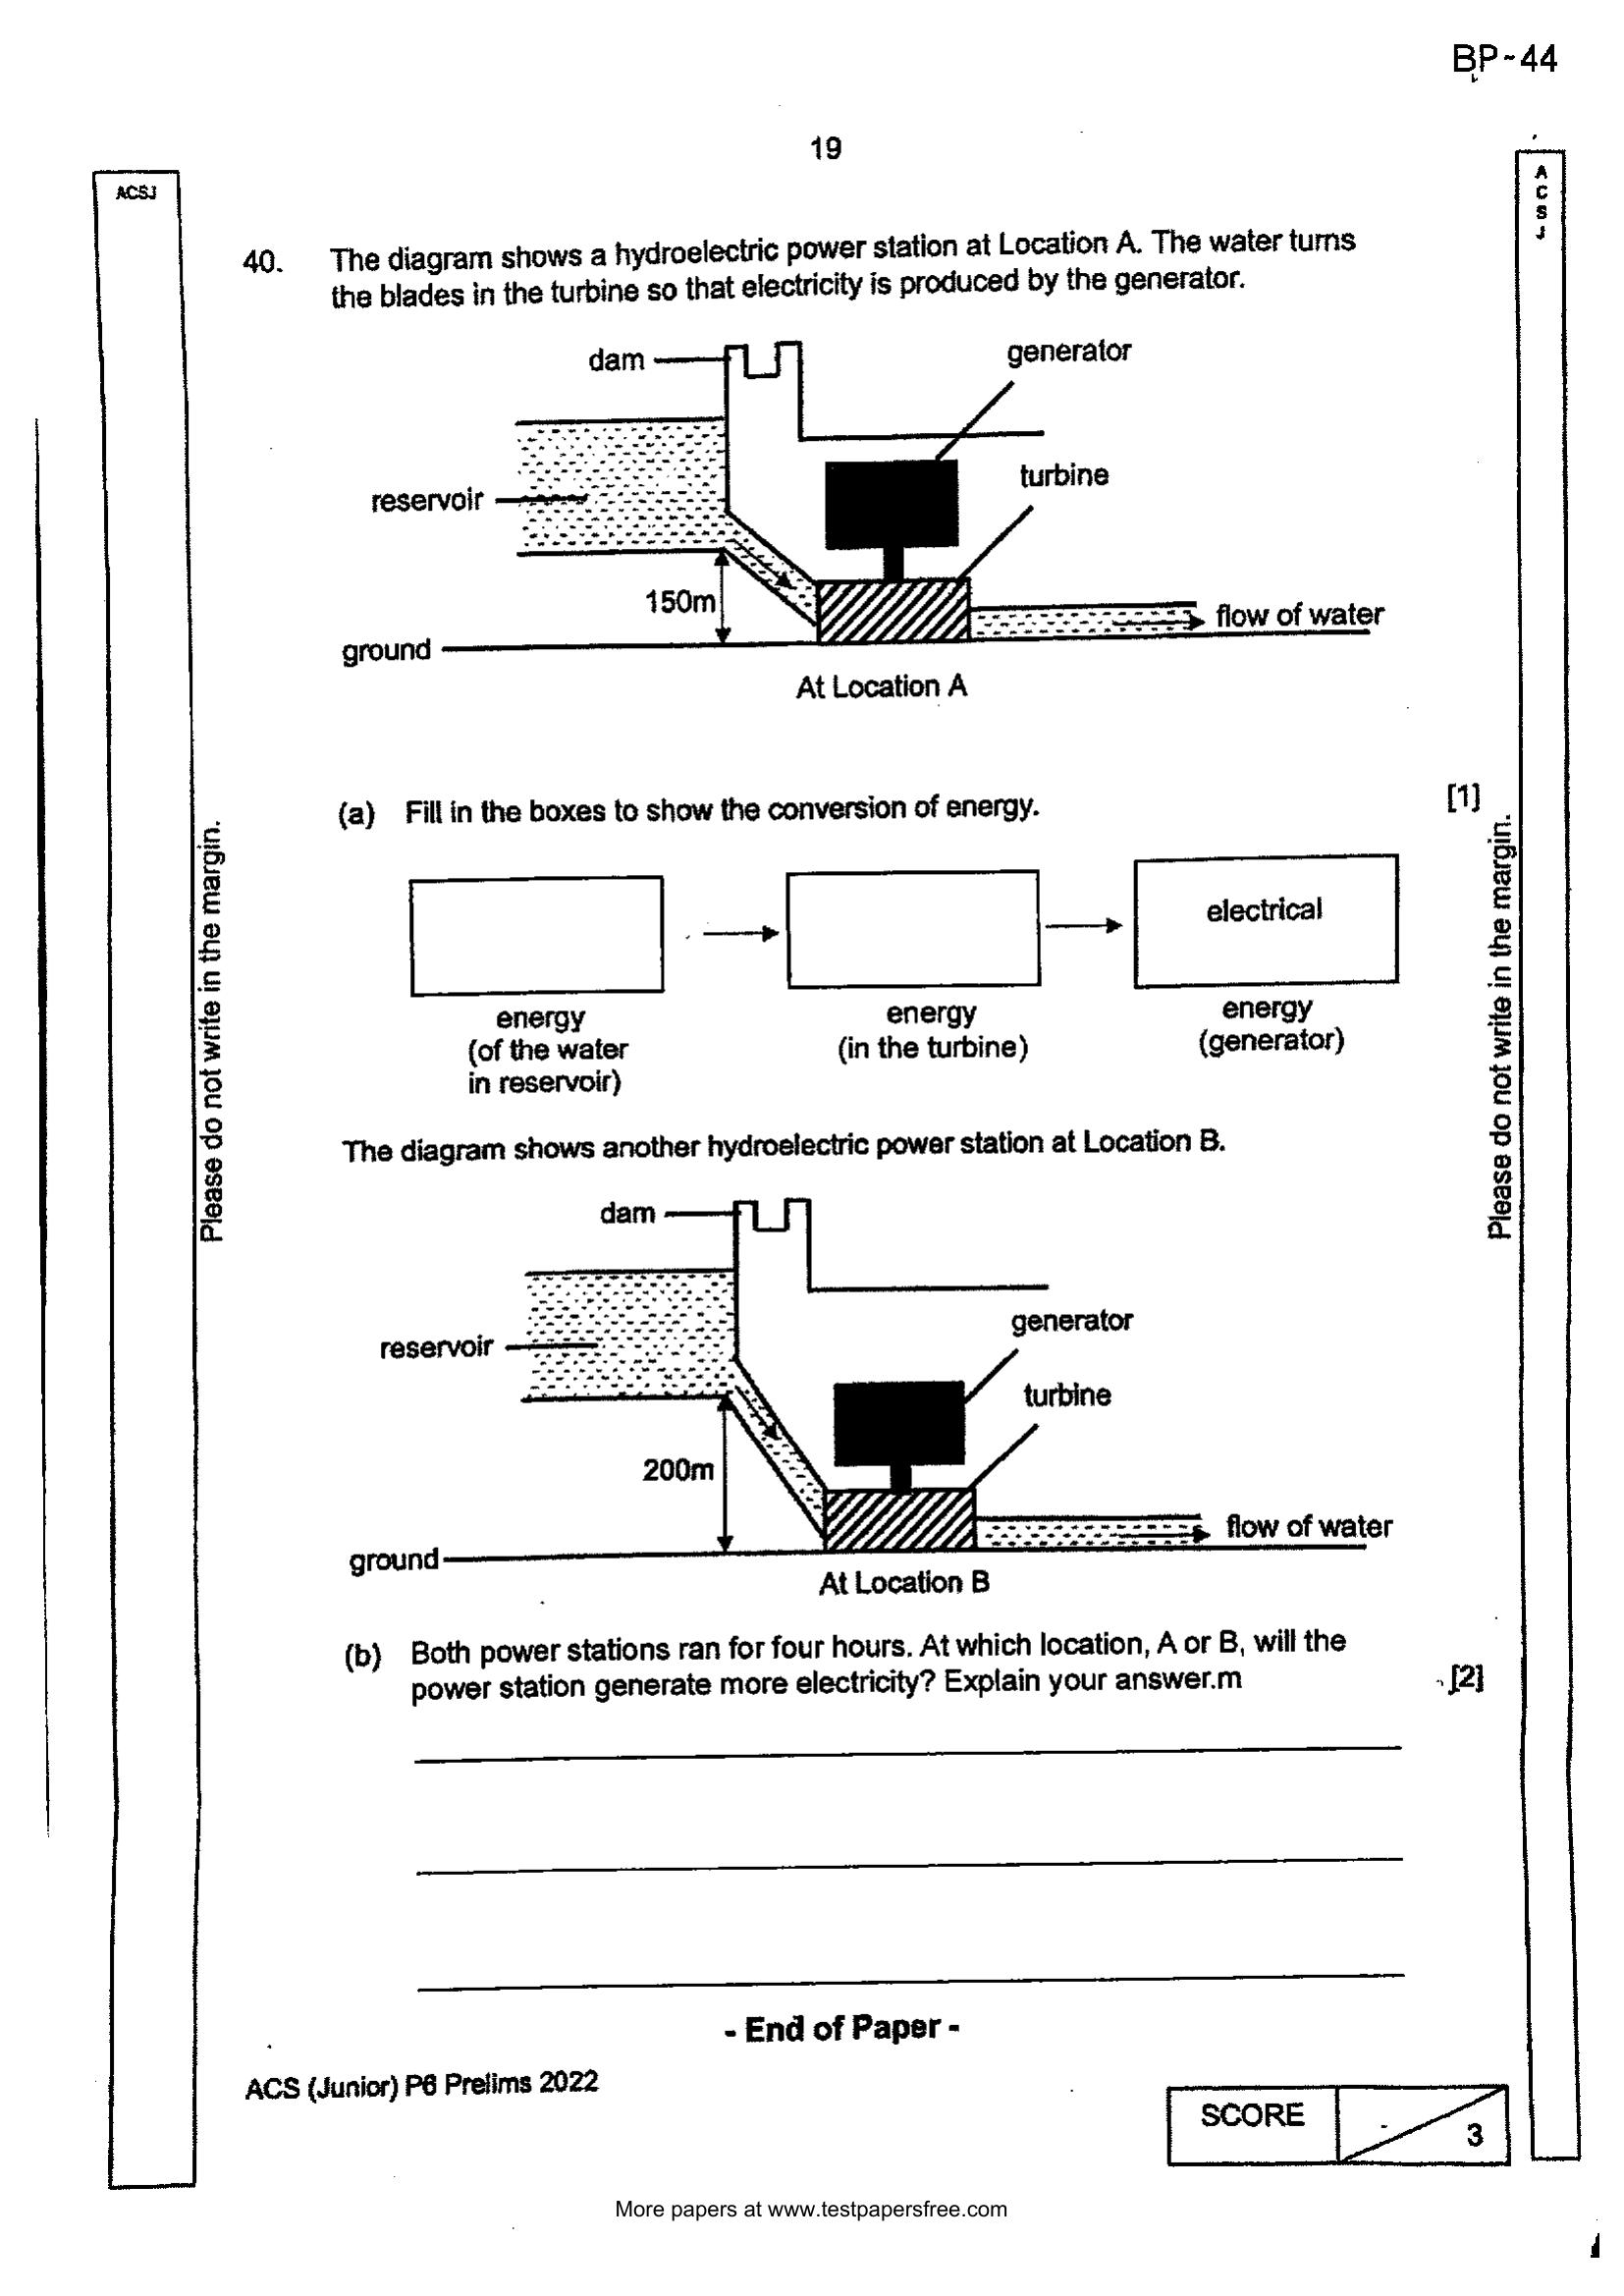 BP-44
19
ACSJ
A
C
S
J
40. The diagram shows a hydroelectric power station at Location A. The water turns
the blades in the turbine so that electricity is produced by the generator.
dam
generator
turbine
reservoir
150m
flow of water
ground
At Location A
(a) Fill in the boxes to show the conversion of energy. [1]
electrical
energy
(of the water
in reservoir)
energy
(in the turbine)
energy
(generator)
Please do not write in the margin.
Please do not write in the margin.
The diagram shows another hydroelectric power station at Location B.
dam
reservoir
generator
turbine
200m
flow of water
ground
At Location B
(b) Both power stations ran for four hours. At which location, A or B, will the
power station generate more electricity? Explain your answer.m [2]
- End of Paper -
ACS (Junior) P6 Prelims 2022
SCORE
3
More papers at www.testpapersfree.com